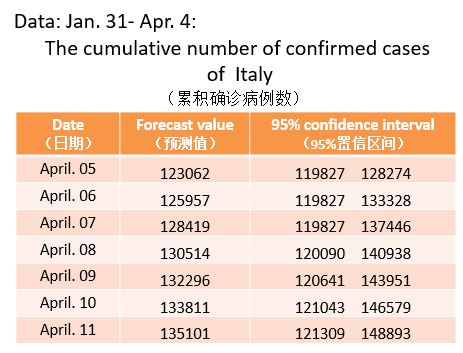 Data: Jan. 31- Apr. 4:
The cumulative number of confirmed cases
of Italy
（累积确诊病例数）
Date Forecast value 95% confidence interval
（日期） （预测值） （95%置信区间）
April. 05 123062 119827 128274
April. 06 125957 119827 133328
April. 07 128419 119827 137446
April. 08 130514 120090 140938
April. 09 132296 120641 143951
April. 10 133811 121043 146579
April. 11 135101 121309 148893